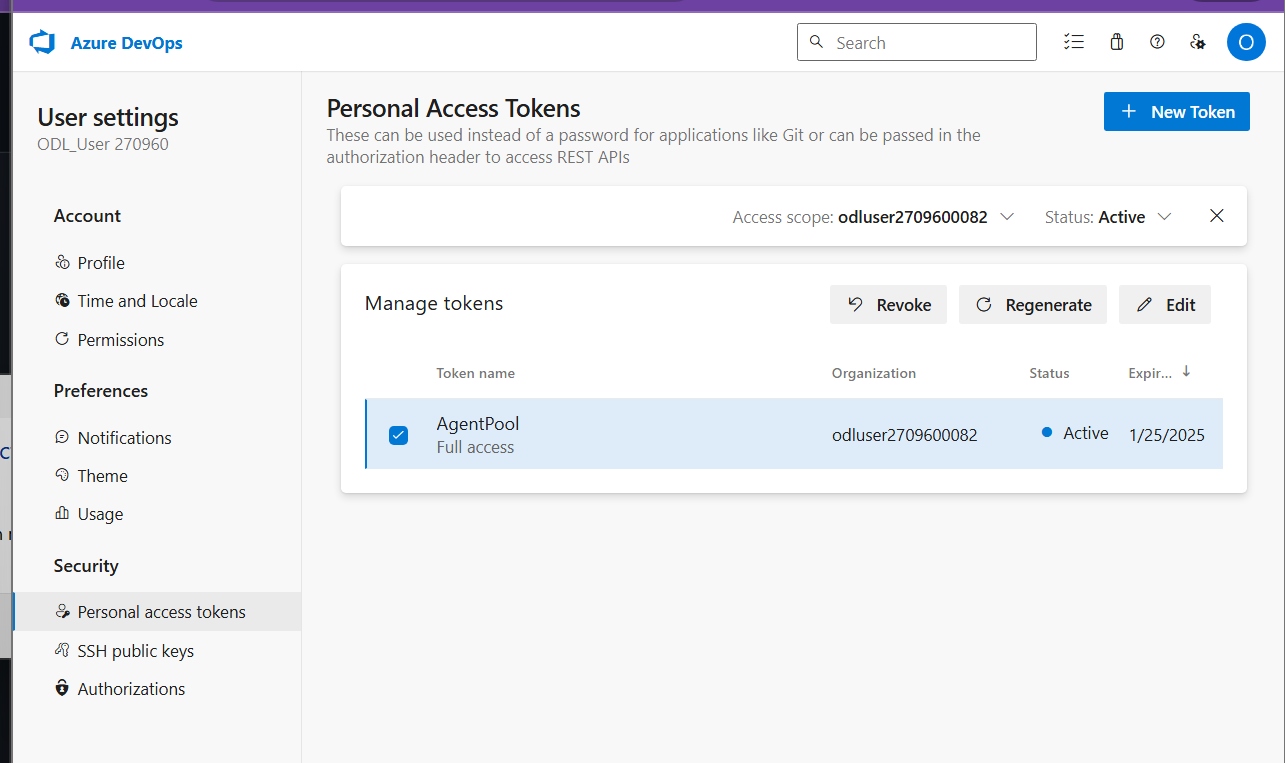 Azure DevOps
Search
O
User settings
ODL_User 270960
Account
Profile
Time and Locale
Permissions
Preferences
Notifications
Theme
Usage
Security
Personal access tokens
SSH public keys
Authorizations
Personal Access Tokens
These can be used instead of a password for applications like Git or can be passed in the
authorization header to access REST APIs
New Token
Access scope: odluser2709600082 Status: Active
Manage tokens
Revoke Regenerate Edit
Token name Organization Status Expir...
AgentPool odluser2709600082 Active 1/25/2025
Full access